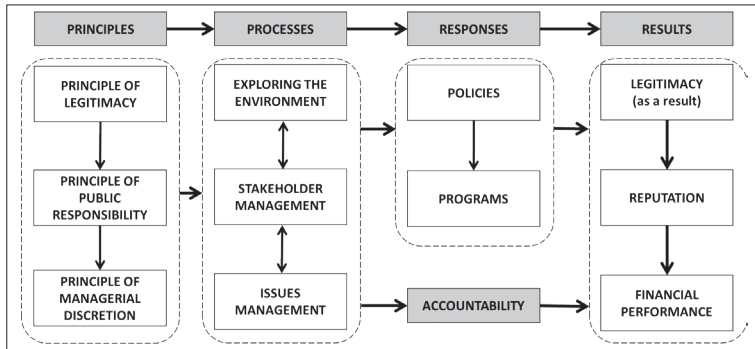 PRINCIPLES
PROCESSES
RESPONSES
RESULTS
PRINCIPLE OF
LEGITIMACY
PRINCIPLE OF
PUBLIC
RESPONSIBILITY
PRINCIPLE OF
MANAGERIAL
DISCRETION
EXPLORING THE
ENVIRONMENT
STAKEHOLDER
MANAGEMENT
ISSUES
MANAGEMENT
POLICIES
PROGRAMS
ACCOUNTABILITY
LEGITIMACY
(as a result)
REPUTATION
FINANCIAL
PERFORMANCE